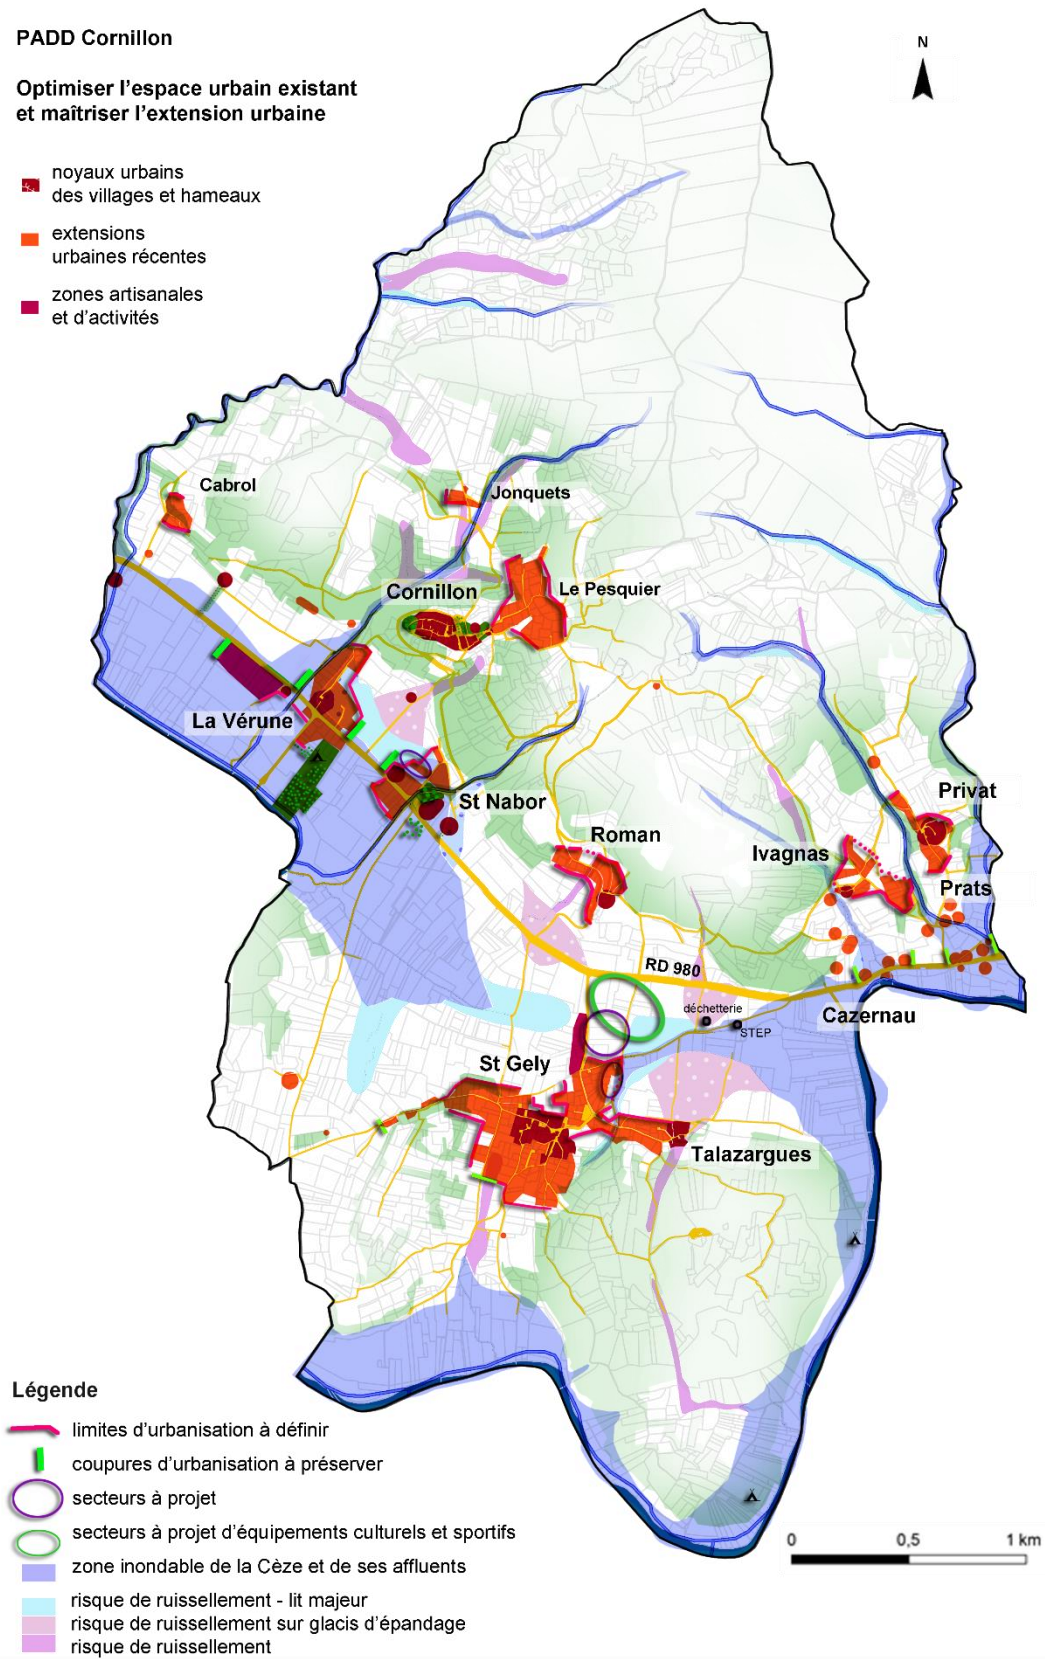 PADD Cornillon
Optimiser l'espace urbain existant
et maîtriser l'extension urbaine
noyaux urbains
des villages et hameaux
extensions
urbaines récentes
zones artisanales
et d'activités
N
Cabrol
Jonquets
Cornillon
Le Pesquier
La Vérune
St Nabor
Roman
Ivagnas
Privat
Prats
RD 980
déchetterie
STEP
Cazernau
St Gely
Talazargues
Légende
limites d'urbanisation à définir
coupures d'urbanisation à préserver
secteurs à projet
secteurs à projet d'équipements culturels et sportifs
zone inondable de la Cèze et de ses affluents
risque de ruissellement - lit majeur
risque de ruissellement sur glacis d'épandage
risque de ruissellement
0 0,5 1 km